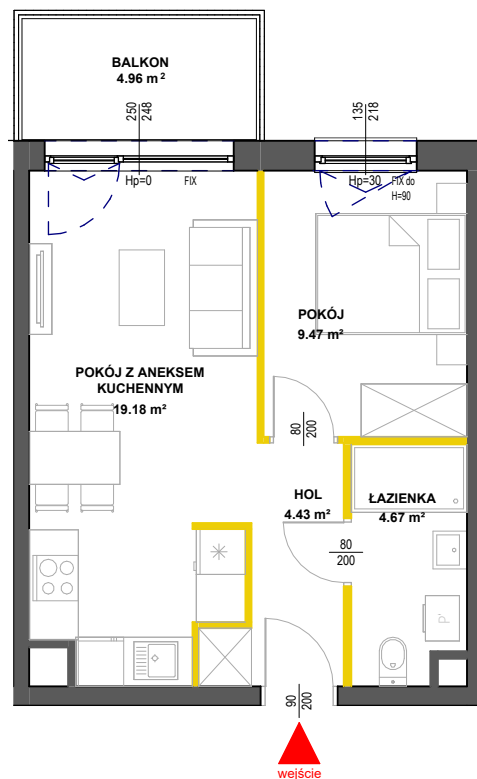 BALKON
4.96 m²
250
248
135
218
Hp=0
FIX
Hp=30
FIX do
H=90
POKÓJ
9.47 m²
POKÓJ Z ANEKSEM
KUCHENNYM
19.18 m²
80
200
HOL
4.43 m²
ŁAZIENKA
4.67 m²
80
200
90
200
wejście